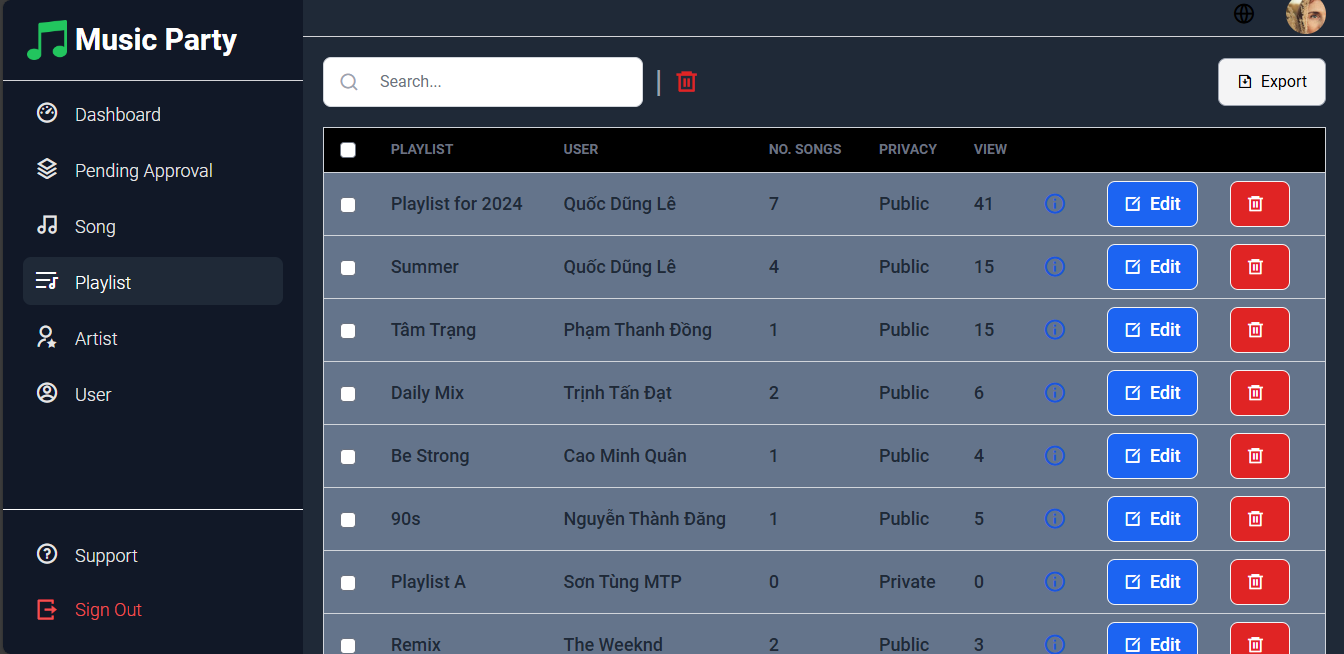 Music Party
Dashboard
Pending Approval
Song
Playlist
Artist
User
Support
Sign Out
Search...
Export
PLAYLIST USER NO. SONGS PRIVACY VIEW
Playlist for 2024 Quốc Dũng Lê 7 Public 41 Edit
Summer Quốc Dũng Lê 4 Public 15 Edit
Tâm Trạng Phạm Thanh Đồng 1 Public 15 Edit
Daily Mix Trịnh Tấn Đạt 2 Public 6 Edit
Be Strong Cao Minh Quân 1 Public 4 Edit
90s Nguyễn Thành Đăng 1 Public 5 Edit
Playlist A Sơn Tùng MTP 0 Private 0 Edit
Remix The Weeknd 2 Public 3 Edit